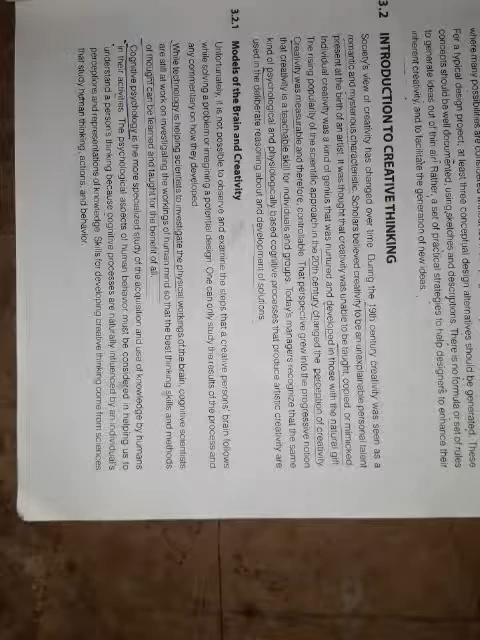 where many possibilities are considered
For a typical design project, at least three conceptual design alternatives should be generated. These
concepts should be well documented, using sketches and descriptions. There is no formula or set of rules
to generate ideas out of thin air! Rather, a set of practical strategies to help designers to enhance their
inherent creativity, and to facilitate the generation of new ideas.
3.2 INTRODUCTION TO CREATIVE THINKING
Society's view of creativity has changed over time. During the 19th century creativity was seen as a
romantic and mysterious characteristic. Scholars believed creativity to be an unexplainable personal talent
present at the birth of an artist. It was thought that creativity was unable to be taught, copied, or mimicked.
Individual creativity was a kind of genius that was nurtured and developed in those with the natural gift.
The rising popularity of the scientific approach in the 20th century changed the perception of creativity.
Creativity was measurable and therefore, controllable. That perspective grew into the progressive notion
that creativity is a teachable skill for individuals and groups. Today's managers recognize that the same
kind of psychological and physiologically based cognitive processes that produce artistic creativity are
used in the deliberate reasoning about and development of solutions.
3.2.1 Models of the Brain and Creativity
Unfortunately, it is not possible to observe and examine the steps that a creative persons' brain follows
while solving a problem or imagining a potential design. One can only study the results of the process and
any commentary on how they developed.
While technology is helping scientists to investigate the physical workings of the brain, cognitive scientists
are still at work on investigating the workings of human mind so that the best thinking skills and methods
of thought can be learned and taught for the benefit of all.
Cognitive psychology is the more specialized study of the acquisition and use of knowledge by humans
in their activities. The psychological aspects of human behavior must be considered in helping us to
understand a person's thinking because cognitive processes are naturally influenced by an individual's
perceptions and representations of knowledge. Skills for developing creative thinking come from sciences
that study human thinking, actions, and behavior.